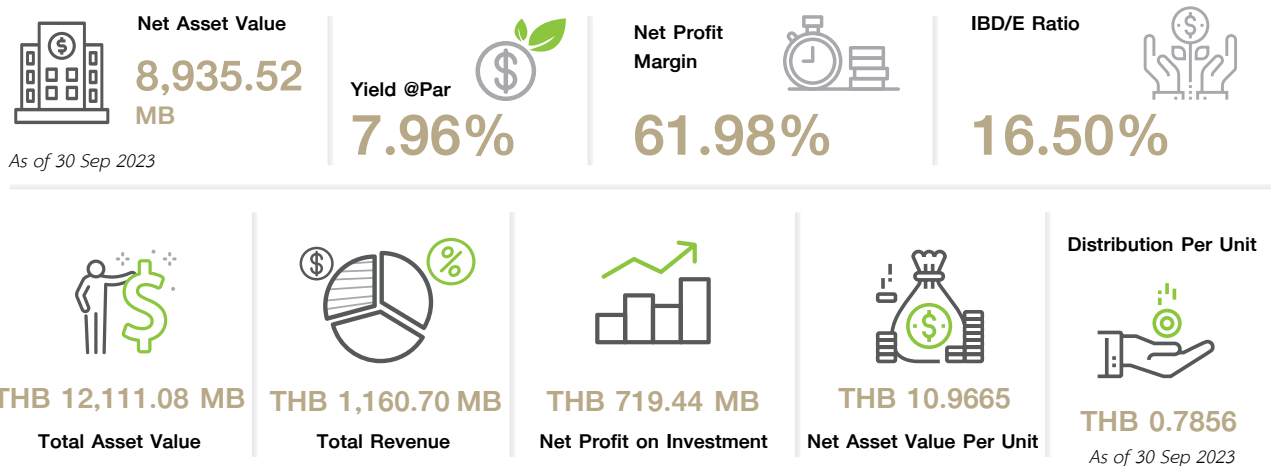 Net Asset Value
8,935.52
MB
As of 30 Sep 2023
Yield @Par
7.96%
Net Profit
Margin
61.98%
IBD/E Ratio
16.50%
THB 12,111.08 MB
Total Asset Value
THB 1,160.70 MB
Total Revenue
THB 719.44 MB
Net Profit on Investment
THB 10.9665
Net Asset Value Per Unit
Distribution Per Unit
THB 0.7856
As of 30 Sep 2023